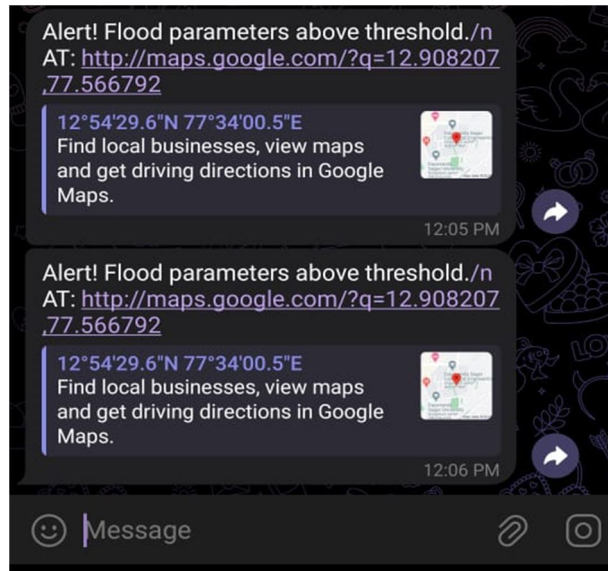 Alert! Flood parameters above threshold./n
AT: http://maps.google.com/?q=12.908207
,77.566792
12°54'29.6"N 77°34'00.5"E
Find local businesses, view maps
and get driving directions in Google
Maps.
12:05 PM
Alert! Flood parameters above threshold./n
AT: http://maps.google.com/?q=12.908207
,77.566792
12°54'29.6"N 77°34'00.5"E
Find local businesses, view maps
and get driving directions in Google
Maps.
12:06 PM
Message